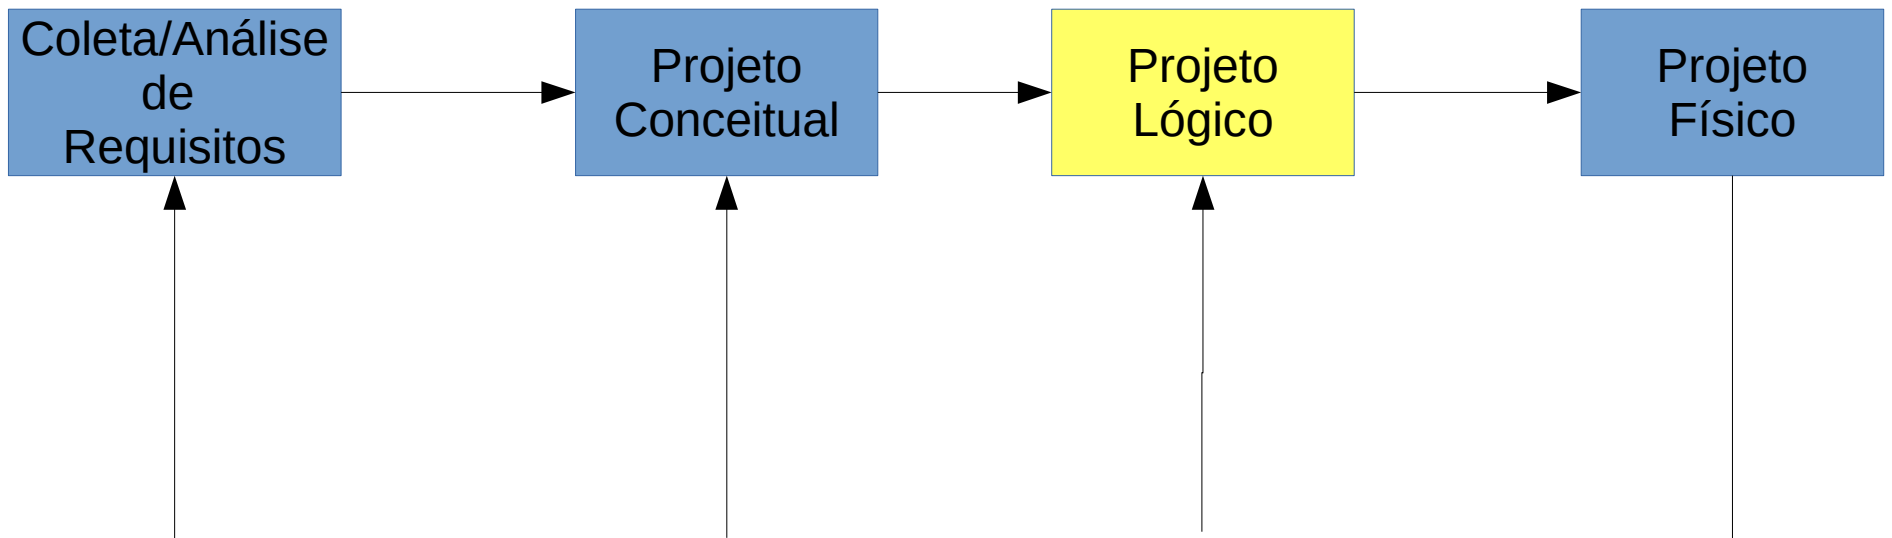 Coleta/Análise
de
Requisitos
Projeto
Conceitual
Projeto
Lógico
Projeto
Físico